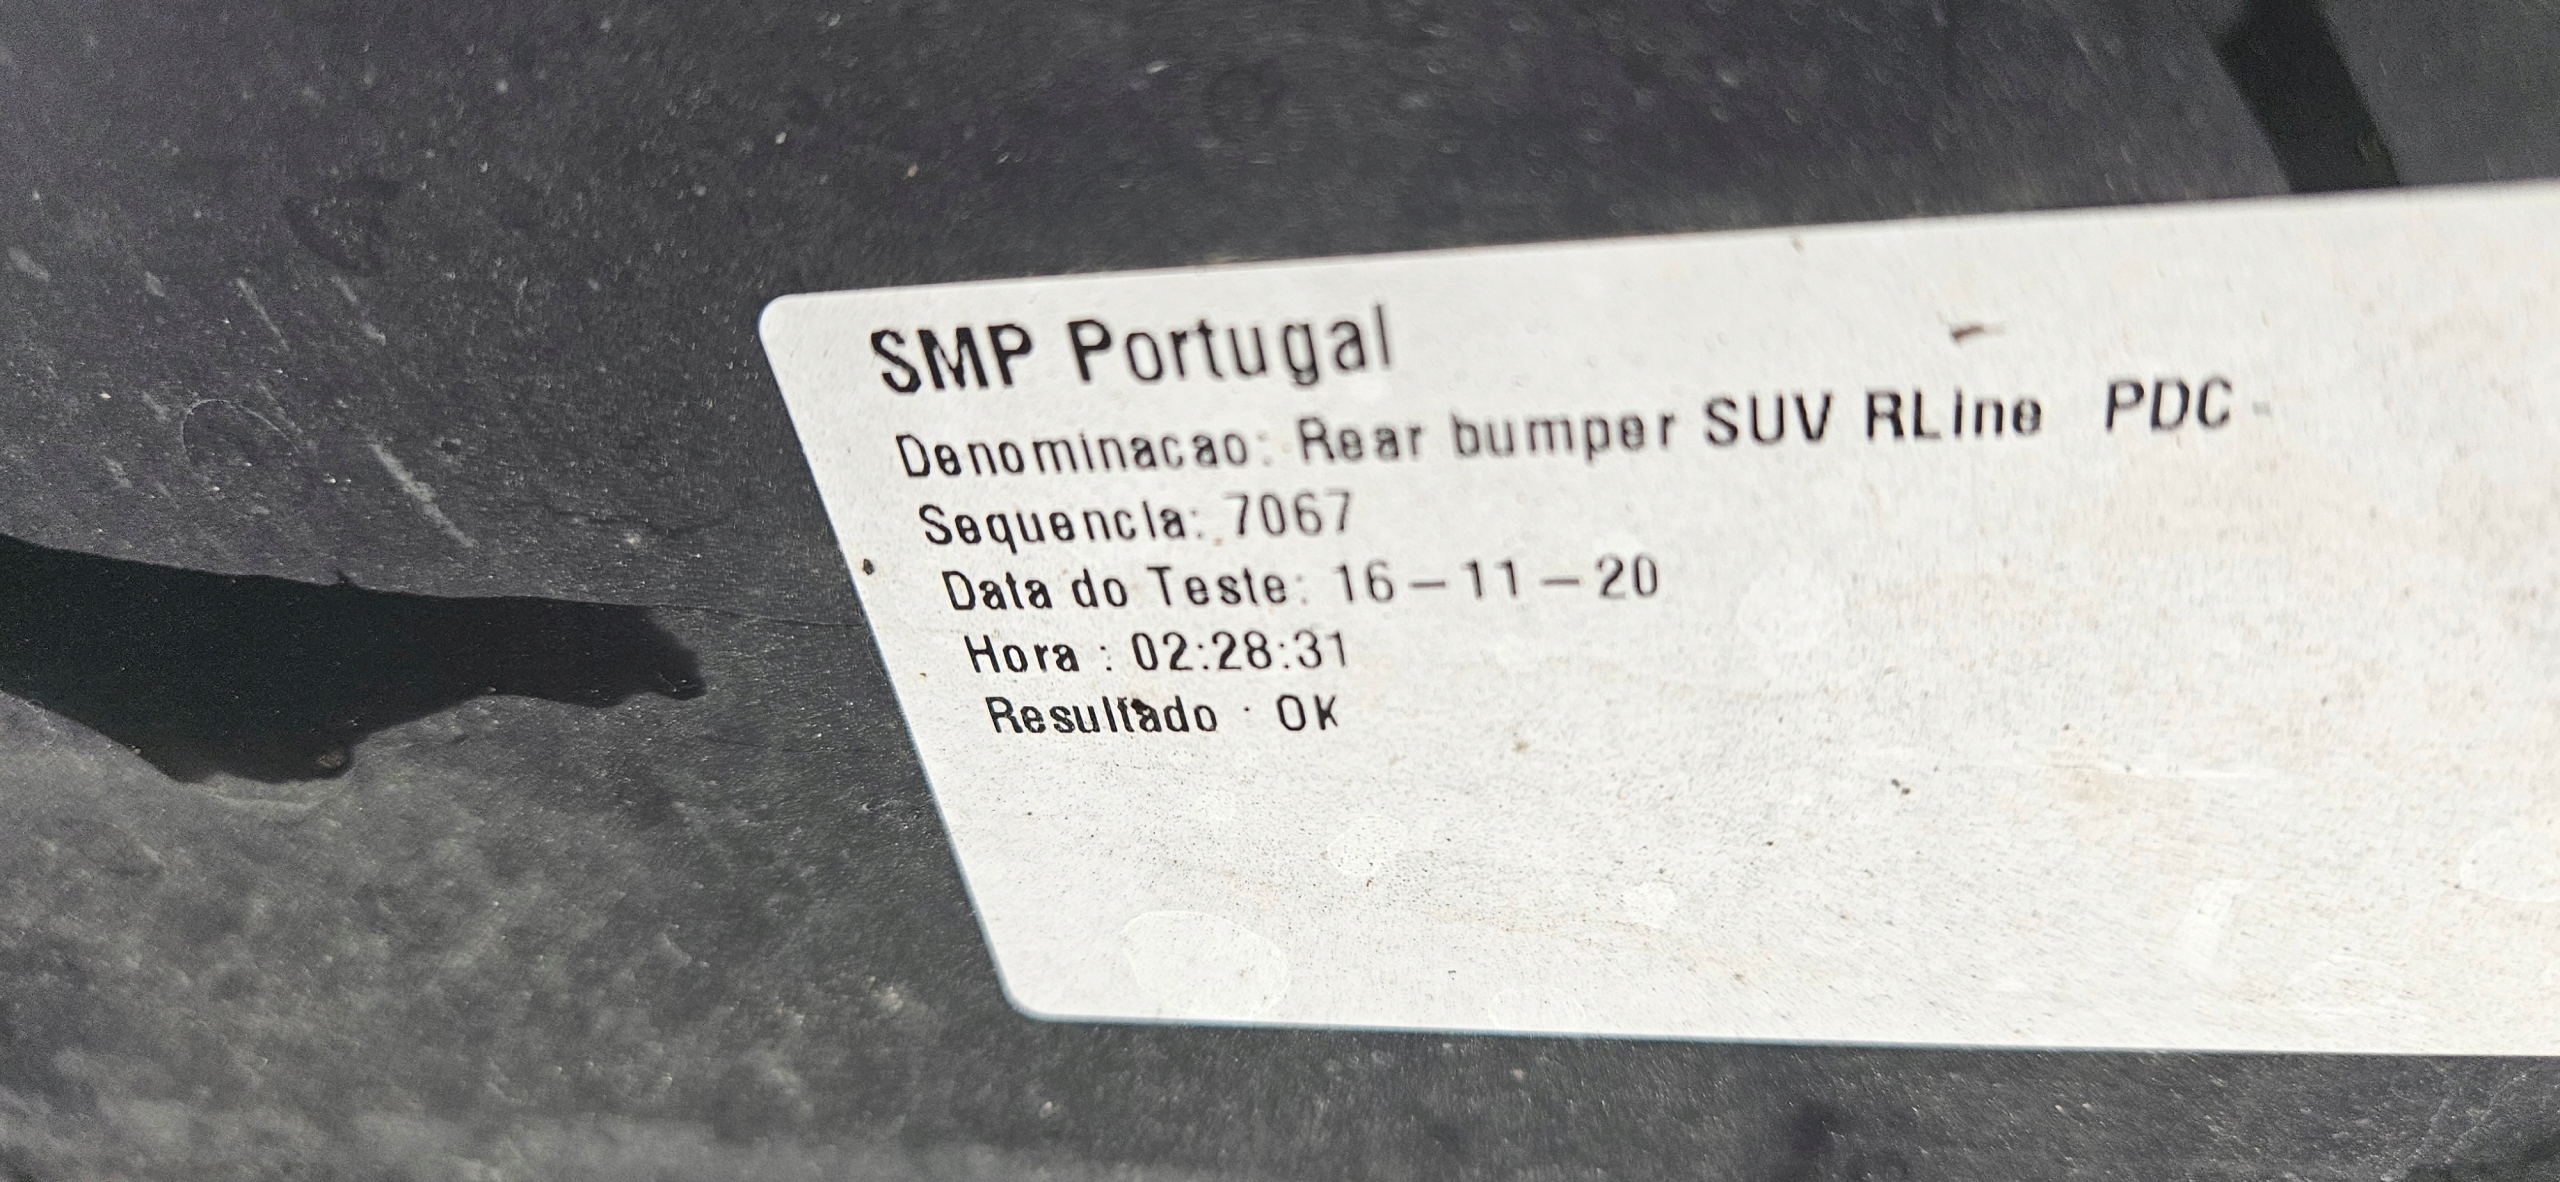 SMP Portugal
Denominacao: Rear bumper SUV RLine PDC -
Sequencia: 7067
Data do Teste: 16-11-20
Hora : 02:28:31
Resultado : OK